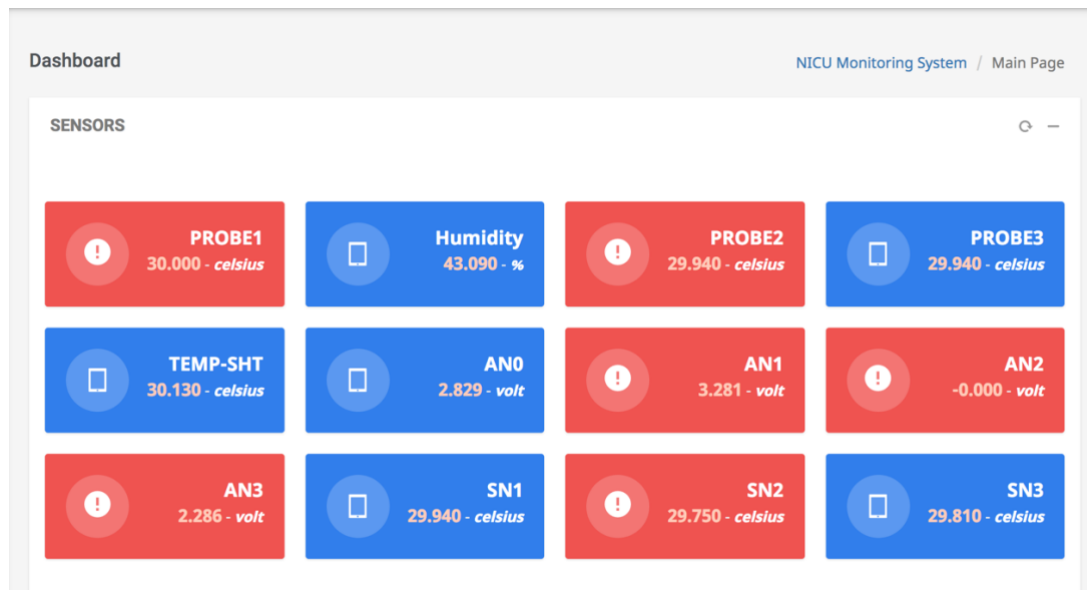 Dashboard
NICU Monitoring System / Main Page
SENSORS
PROBE1
30.000 - celsius
Humidity
43.090 - %
PROBE2
29.940 - celsius
PROBE3
29.940 - celsius
TEMP-SHT
30.130 - celsius
AN0
2.829 - volt
AN1
3.281 - volt
AN2
-0.000 - volt
AN3
2.286 - volt
SN1
29.940 - celsius
SN2
29.750 - celsius
SN3
29.810 - celsius